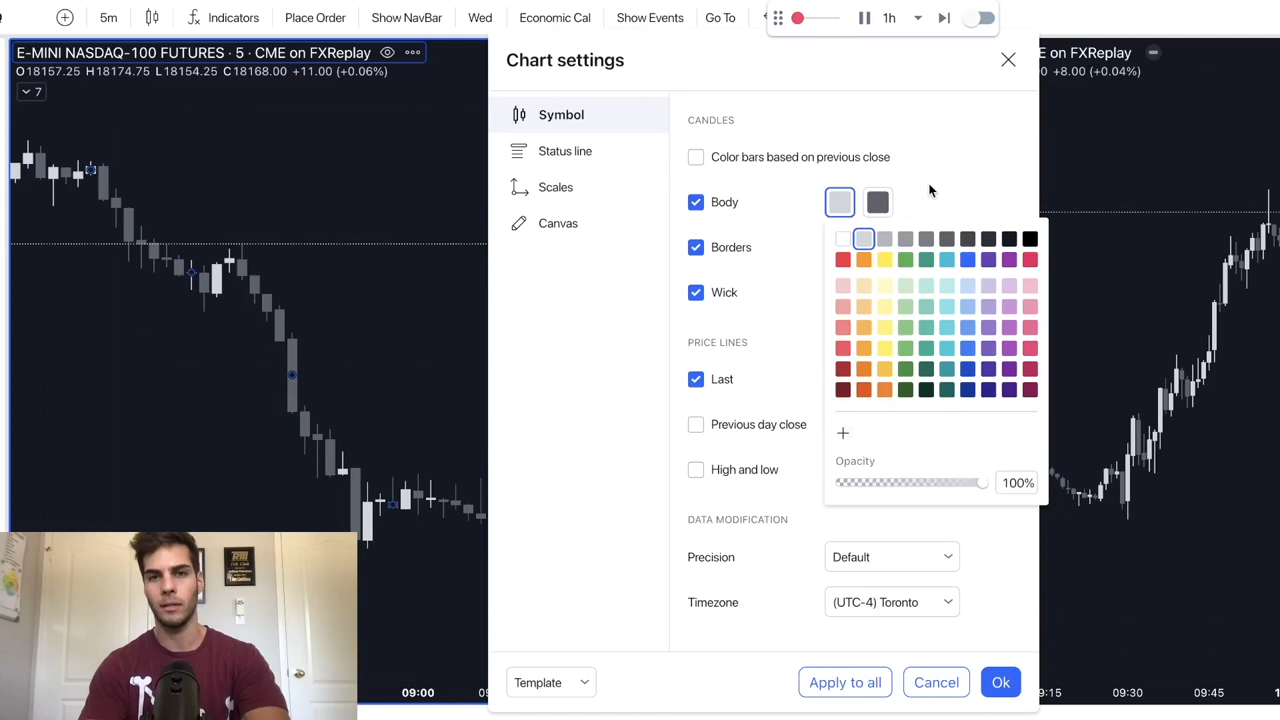 5m
Indicators
Place Order
Show NavBar
Wed
Economic Cal
Show Events
Go To
1h
E-MINI NASDAQ-100 FUTURES · 5 · CME on FXReplay
O18157.25 H18174.75 L18154.25 C18168.00 +11.00 (+0.06%)
7
E on FXReplay
0 +8.00 (+0.04%)
Chart settings
Symbol
Status line
Scales
Canvas
CANDLES
Color bars based on previous close
Body
Borders
Wick
PRICE LINES
Last
Previous day close
High and low
Opacity
100%
DATA MODIFICATION
Precision
Default
Timezone
(UTC-4) Toronto
Template
Apply to all
Cancel
Ok
09:00
09
9:15
09:30
09:45
1